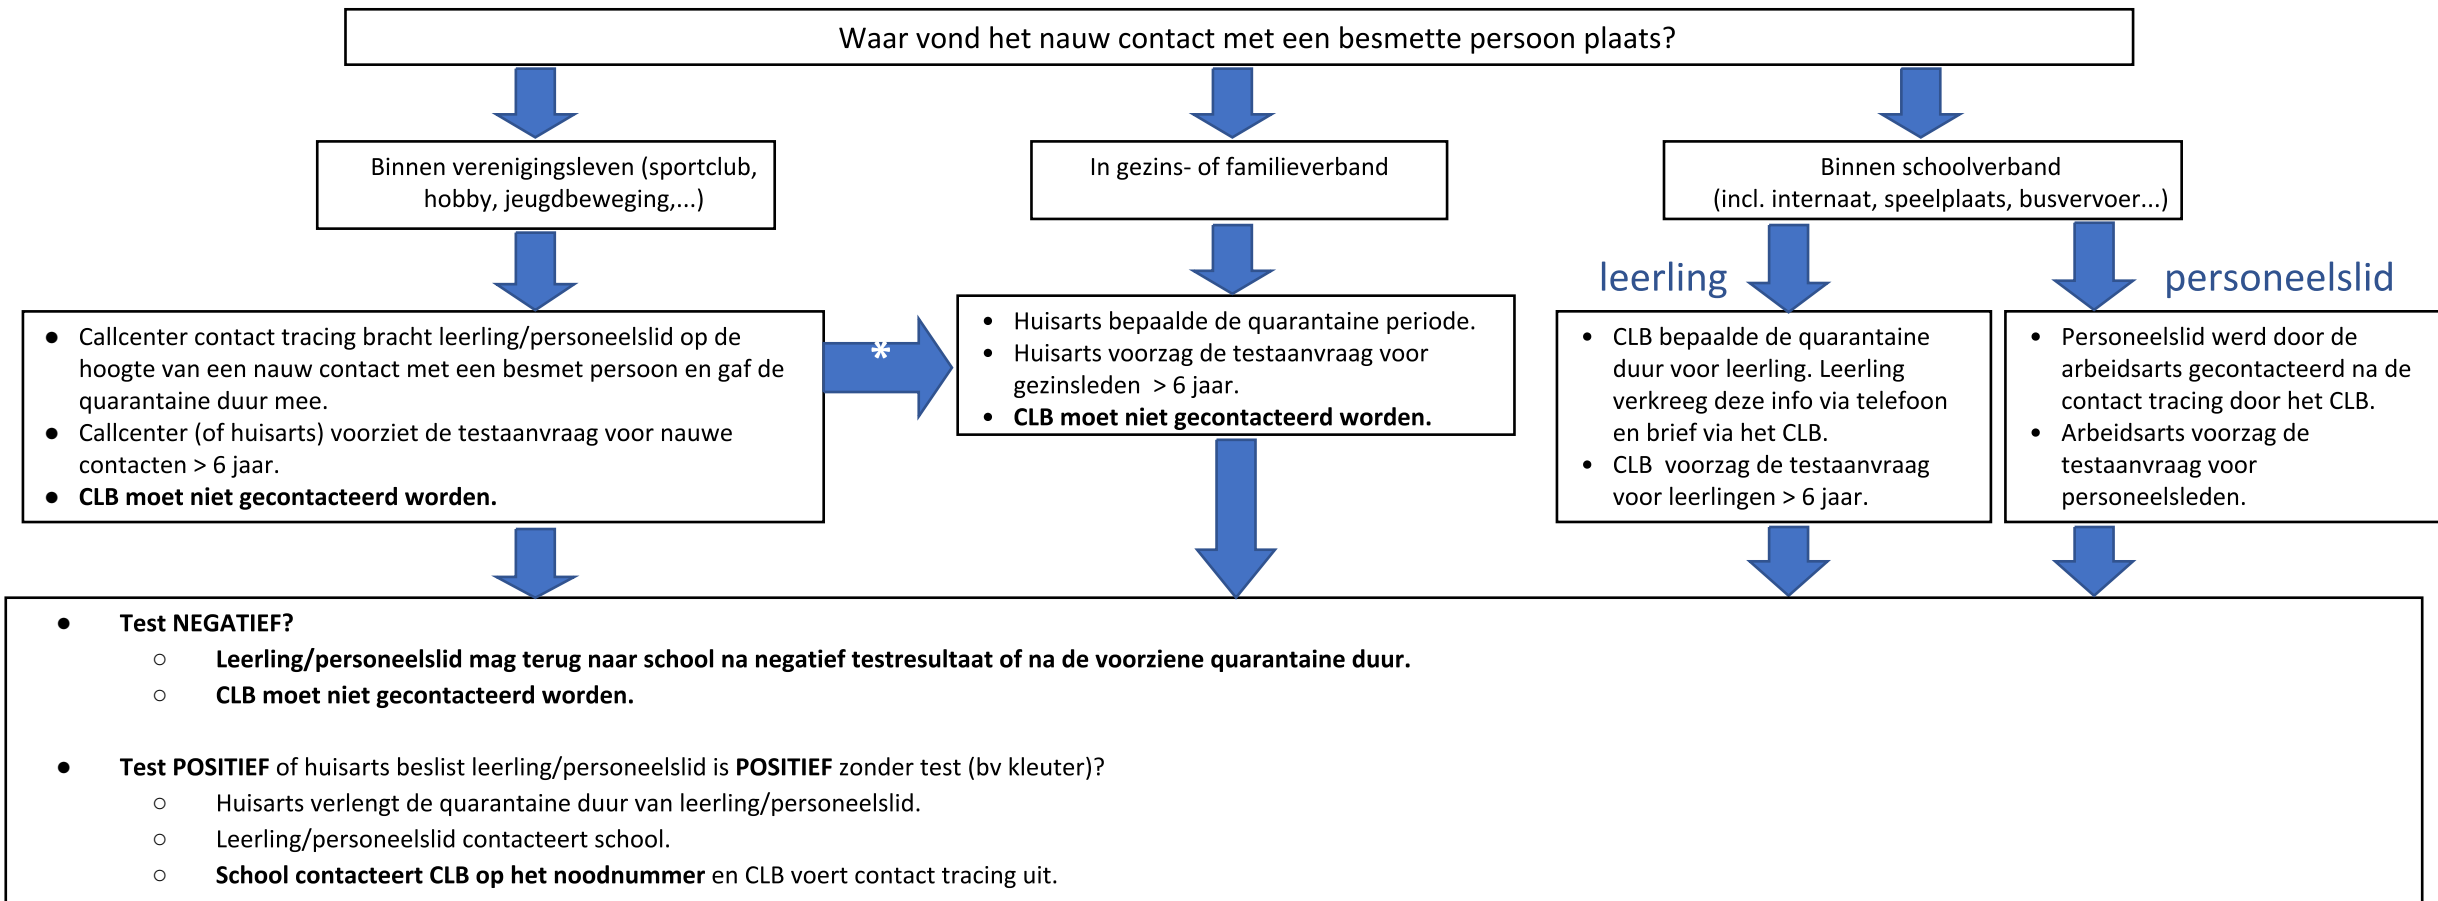 Waar vond het nauw contact met een besmette persoon plaats?
Binnen verenigingsleven (sportclub,
hobby, jeugdbeweging,...)
In gezins- of familieverband
Binnen schoolverband
(incl. internaat, speelplaats, busvervoer...)
leerling
personeelslid
● Callcenter contact tracing bracht leerling/personeelslid op de
hoogte van een nauw contact met een besmet persoon en gaf de
quarantaine duur mee.
● Callcenter (of huisarts) voorziet de testaanvraag voor nauwe
contacten > 6 jaar.
● CLB moet niet gecontacteerd worden.
*
• Huisarts bepaalde de quarantaine periode.
• Huisarts voorzag de testaanvraag voor
gezinsleden > 6 jaar.
• CLB moet niet gecontacteerd worden.
• CLB bepaalde de quarantaine
duur voor leerling. Leerling
verkreeg deze info via telefoon
en brief via het CLB.
• CLB voorzag de testaanvraag
voor leerlingen > 6 jaar.
• Personeelslid werd door de
arbeidsarts gecontacteerd na de
contact tracing door het CLB.
• Arbeidsarts voorzag de
testaanvraag voor
personeelsleden.
● Test NEGATIEF?
○ Leerling/personeelslid mag terug naar school na negatief testresultaat of na de voorziene quarantaine duur.
○ CLB moet niet gecontacteerd worden.
● Test POSITIEF of huisarts beslist leerling/personeelslid is POSITIEF zonder test (bv kleuter)?
○ Huisarts verlengt de quarantaine duur van leerling/personeelslid.
○ Leerling/personeelslid contacteert school.
○ School contacteert CLB op het noodnummer en CLB voert contact tracing uit.